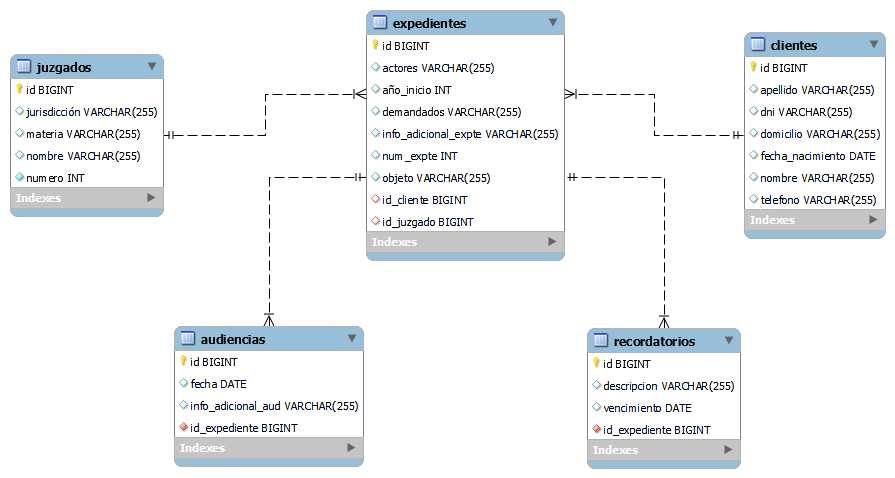 juzgados
id BIGINT
jurisdicción VARCHAR(255)
materia VARCHAR(255)
nombre VARCHAR(255)
numero INT
Indexes
expedientes
id BIGINT
actores VARCHAR(255)
año_inicio INT
demandados VARCHAR(255)
info_adicional_expte VARCHAR(255)
num_expte INT
objeto VARCHAR(255)
id_cliente BIGINT
id_juzgado BIGINT
Indexes
clientes
id BIGINT
apellido VARCHAR(255)
dni VARCHAR(255)
domicilio VARCHAR(255)
fecha_nacimiento DATE
nombre VARCHAR(255)
telefono VARCHAR(255)
Indexes
audiencias
id BIGINT
fecha DATE
info_adicional_aud VARCHAR(255)
id_expediente BIGINT
Indexes
recordatorios
id BIGINT
descripcion VARCHAR(255)
vencimiento DATE
id_expediente BIGINT
Indexes